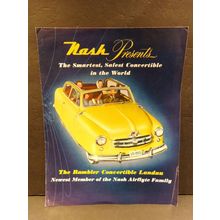 Nash Presents
The Smartest, Safest Convertible
in the World
The Rambler Convertible Landau
Newest Member of the Nash Airflyte Family